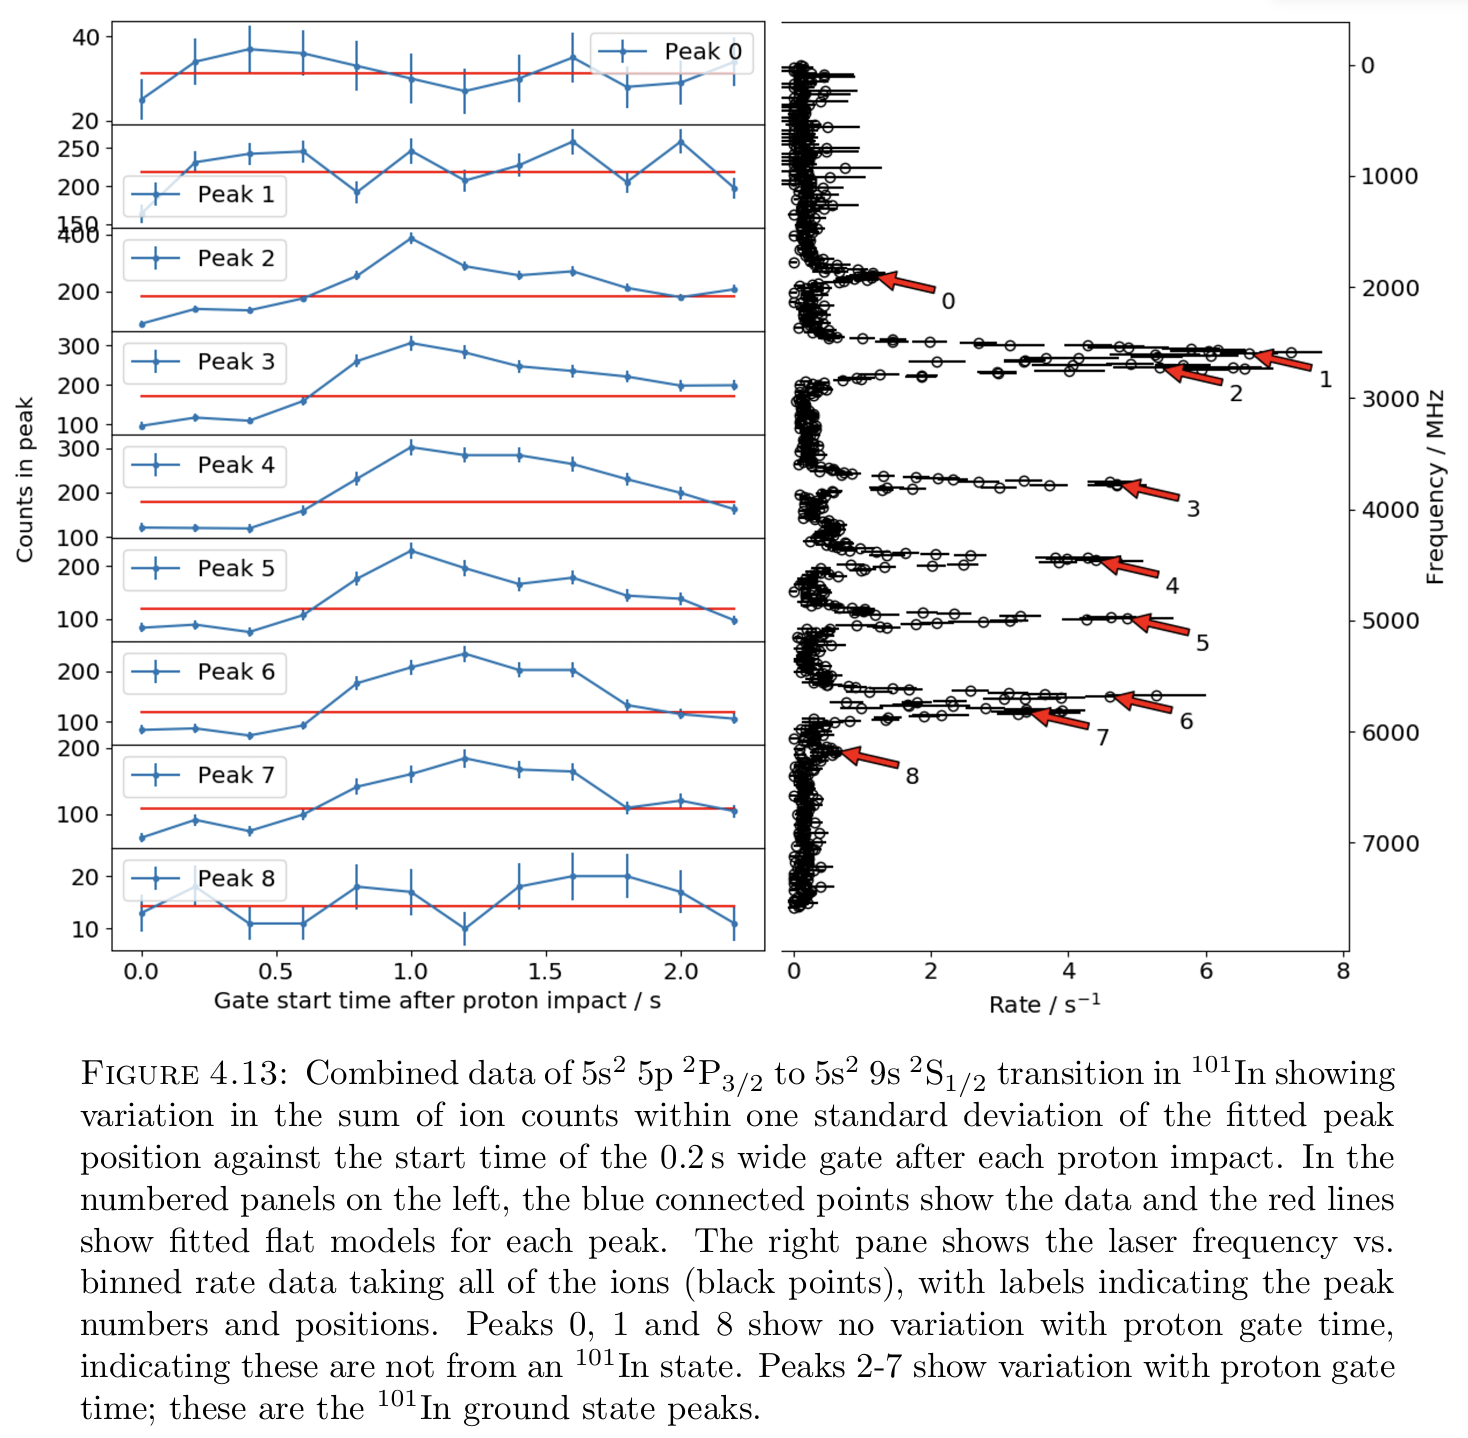 40
20
Peak 0
250
200
150
Peak 1
400
200
Peak 2
300
200
100
Peak 3
300
200
100
Peak 4
200
100
Peak 5
200
100
Peak 6
200
100
Peak 7
20
10
Peak 8
Counts in peak
0.0 0.5 1.0 1.5 2.0
Gate start time after proton impact / s
0
1
2
3
4
5
6
7
8
0
1000
2000
3000
4000
5000
6000
7000
Frequency / MHz
0 2 4 6 8
Rate / s⁻¹
FIGURE 4.13: Combined data of 5s² 5p ²P₃/₂ to 5s² 9s ²S₁/₂ transition in ¹⁰¹In showing
variation in the sum of ion counts within one standard deviation of the fitted peak
position against the start time of the 0.2 s wide gate after each proton impact. In the
numbered panels on the left, the blue connected points show the data and the red lines
show fitted flat models for each peak. The right pane shows the laser frequency vs.
binned rate data taking all of the ions (black points), with labels indicating the peak
numbers and positions. Peaks 0, 1 and 8 show no variation with proton gate time,
indicating these are not from an ¹⁰¹In state. Peaks 2-7 show variation with proton gate
time; these are the ¹⁰¹In ground state peaks.